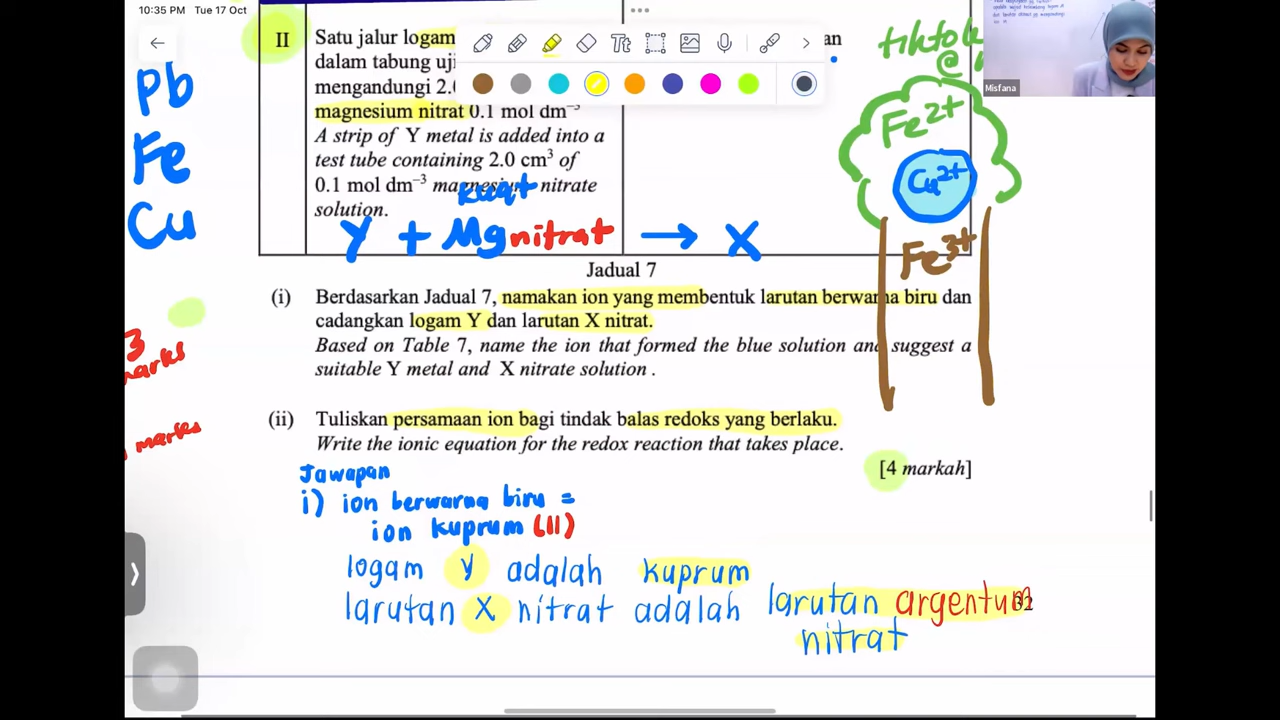 10:35 PM Tue 17 Oct
II
Satu jalur logam
an
dalam tabung uji
mengandungi 2.0
magnesium nitrat 0.1 mol dm⁻³
A strip of Y metal is added into a
test tube containing 2.0 cm³ of
0.1 mol dm⁻³ magnesium nitrate
solution.
kuat
Y + Mg nitrat → X
Pb
Fe
Cu
Tt
tiktok
@
Misfana
Fe²⁺
Cu²⁺
Fe³⁺
Jadual 7
(i) Berdasarkan Jadual 7, namakan ion yang membentuk larutan berwarna biru dan
cadangkan logam Y dan larutan X nitrat.
Based on Table 7, name the ion that formed the blue solution and suggest a
suitable Y metal and X nitrate solution .
3
marks
(ii) Tuliskan persamaan ion bagi tindak balas redoks yang berlaku.
Write the ionic equation for the redox reaction that takes place.
marks
[4 markah]
Jawapan
i) ion berwarna biru =
ion kuprum (II)
logam Y adalah kuprum
larutan X nitrat adalah larutan argentum
nitrat
32